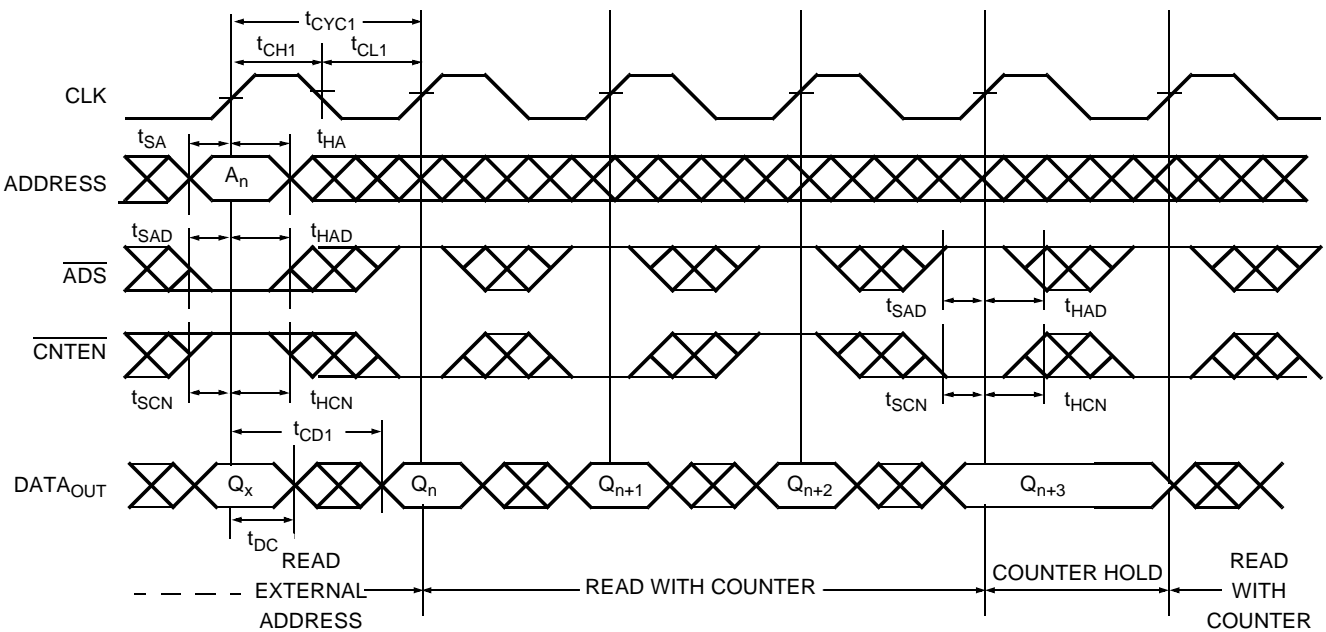 tCYC1
tCH1 tCL1
CLK
tSA tHA
ADDRESS An
tSAD tHAD
ADS
tSAD tHAD
CNTEN
tSCN tHCN tSCN tHCN
tCD1
DATAOUT Qx Qn Qn+1 Qn+2 Qn+3
tDC
READ
EXTERNAL
ADDRESS
READ WITH COUNTER
COUNTER HOLD
READ
WITH
COUNTER